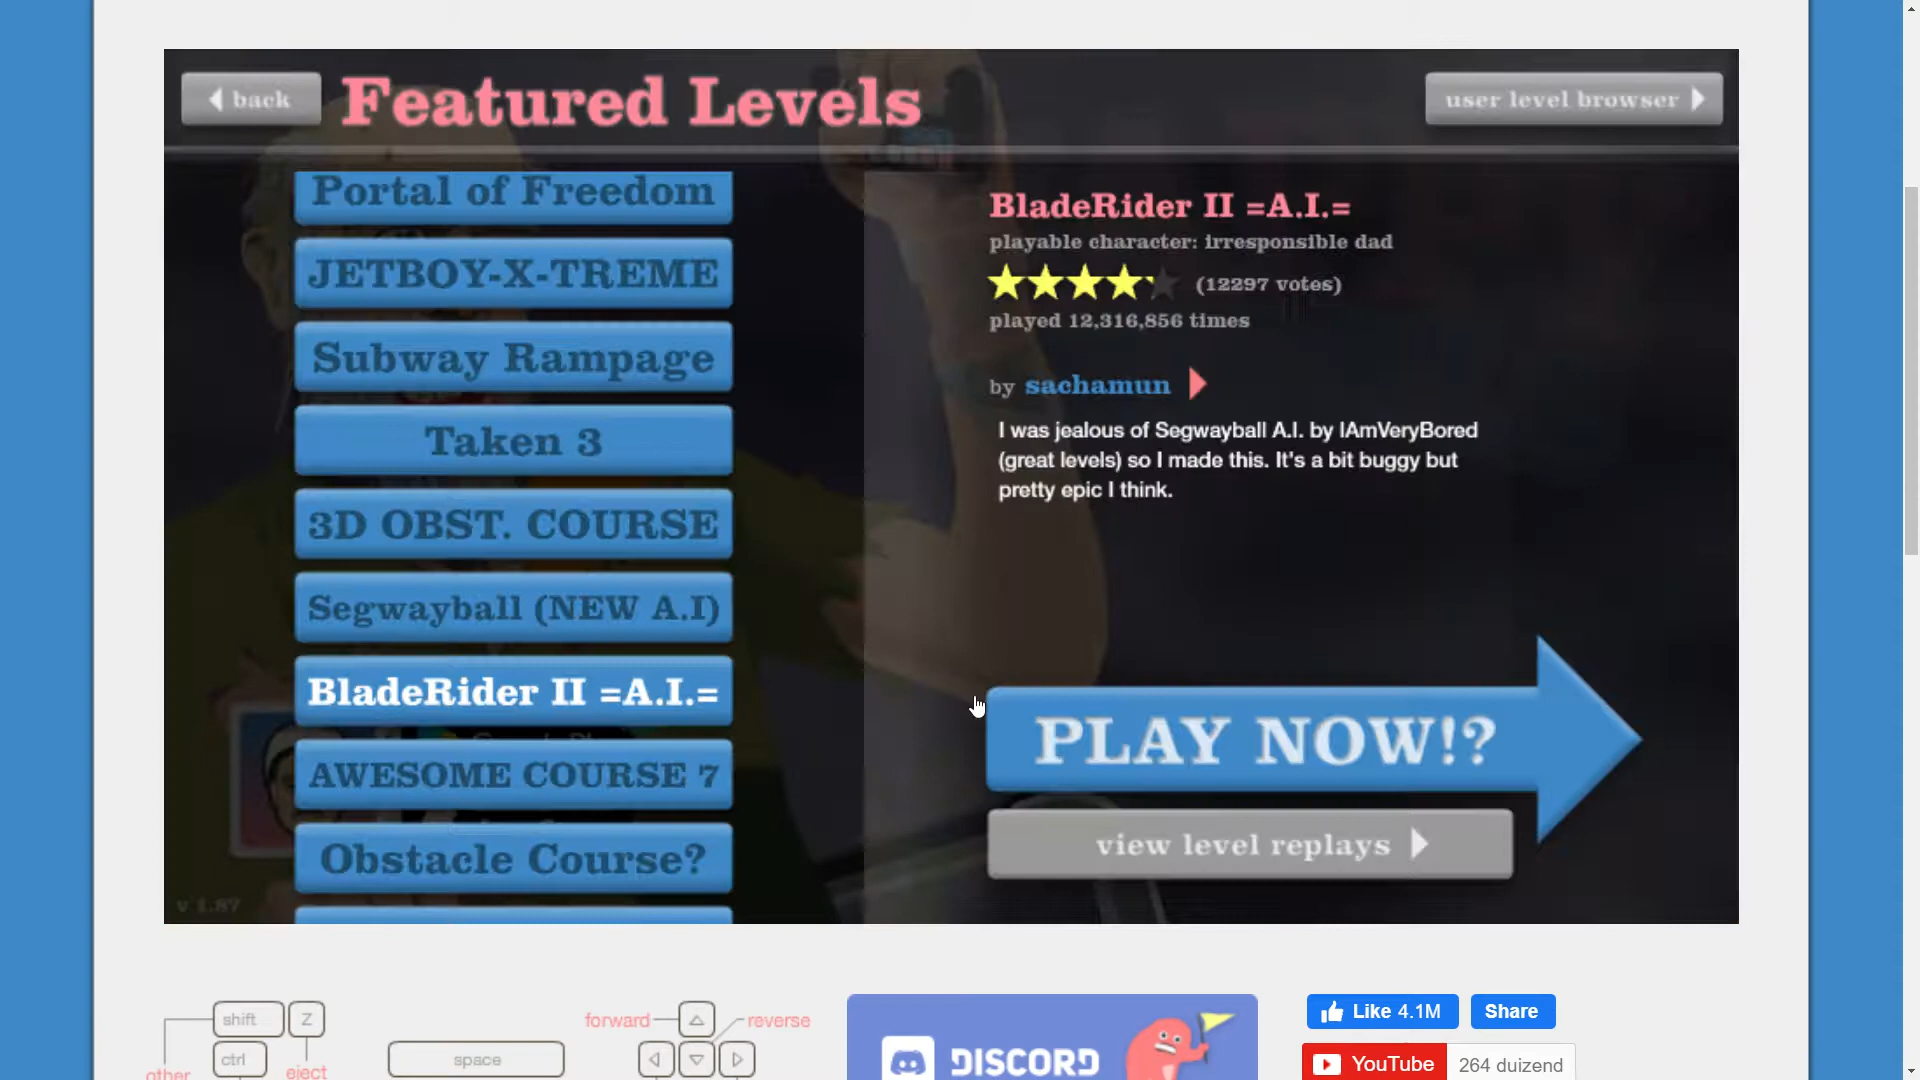 back
Featured Levels
user level browser
Portal of Freedom
JETBOY-X-TREME
Subway Rampage
Taken 3
3D OBST. COURSE
Segwayball (NEW A.I)
BladeRider II =A.I.=
AWESOME COURSE 7
Obstacle Course?
v 1.87
BladeRider II =A.I.=
playable character: irresponsible dad
(12297 votes)
played 12,316,856 times
by sachamun
I was jealous of Segwayball A.I. by IAmVeryBored
(great levels) so I made this. It's a bit buggy but
pretty epic I think.
PLAY NOW!?
view level replays
shift Z
ctrl
other
eject
space
forward
reverse
DISCORD
Like 4.1M
Share
YouTube
264 duizend